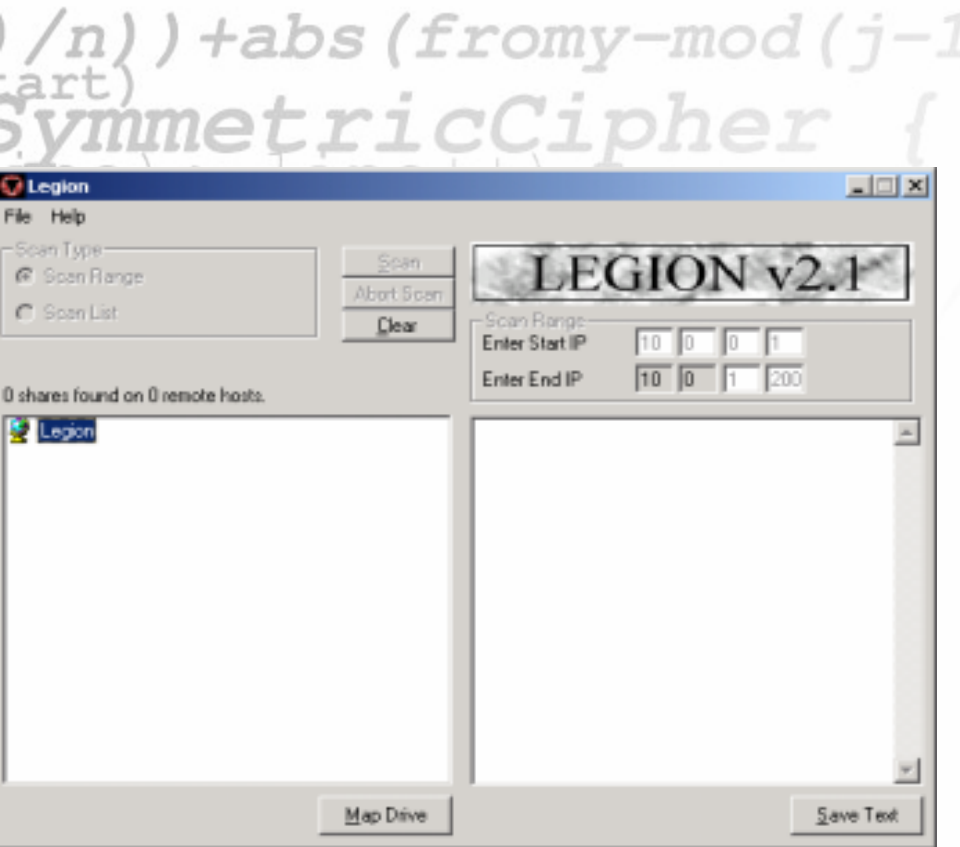 )/n))+abs(fromy-mod(j-1
tart)
SymmetricCipher {
Legion
File Help
Scan Type
Scan Range
Scan List
Scan
Abort Scan
Clear
LEGION v2.1
Scan Range
Enter Start IP 10 0 0 1
Enter End IP 10 0 1 200
0 shares found on 0 remote hosts.
Legion
Map Drive
Save Text